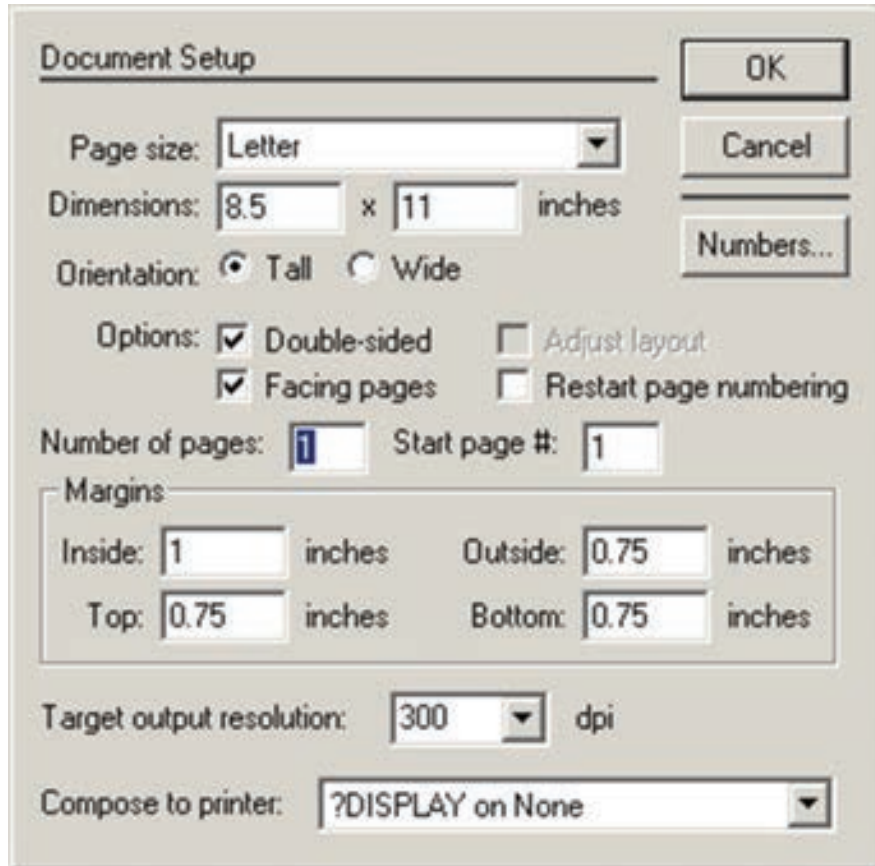 Document Setup
OK
Page size: Letter
Cancel
Dimensions: 8.5 x 11 inches
Numbers...
Orientation: Tall Wide
Options: Double-sided Adjust layout
Facing pages Restart page numbering
Number of pages: 1 Start page #: 1
Margins
Inside: 1 inches Outside: 0.75 inches
Top: 0.75 inches Bottom: 0.75 inches
Target output resolution: 300 dpi
Compose to printer: ?DISPLAY on None